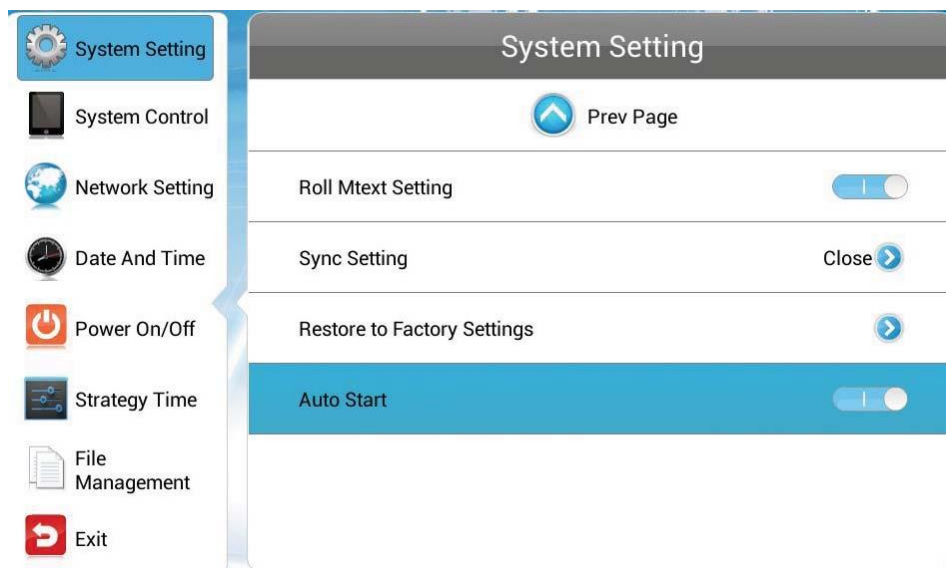 System Setting
System Control
Network Setting
Date And Time
Power On/Off
Strategy Time
File
Management
Exit
System Setting
Prev Page
Roll Mtext Setting
Sync Setting
Close
Restore to Factory Settings
Auto Start